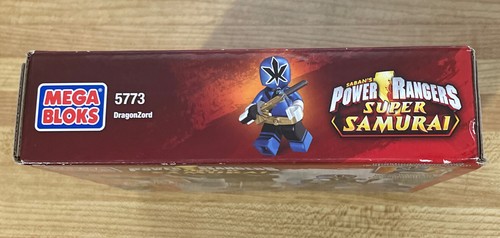 MEGA
BLOKS
5773
DragonZord
SABAN'S
POWER RANGERS
SUPER
SAMURAI